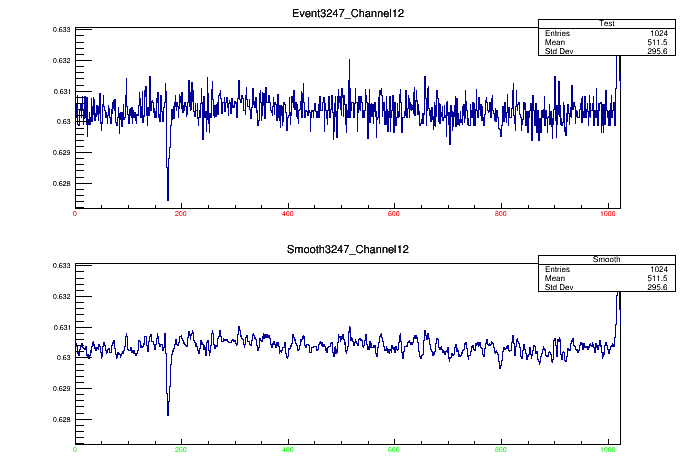 Event3247_Channel12
Test
Entries 1024
Mean 511.5
Std Dev 295.6
0.633
0.632
0.631
0.63
0.629
0.628
0 200 400 600 800 1000
Smooth3247_Channel12
Smooth
Entries 1024
Mean 511.5
Std Dev 295.6
0.633
0.632
0.631
0.63
0.629
0.628
0 200 400 600 800 1000